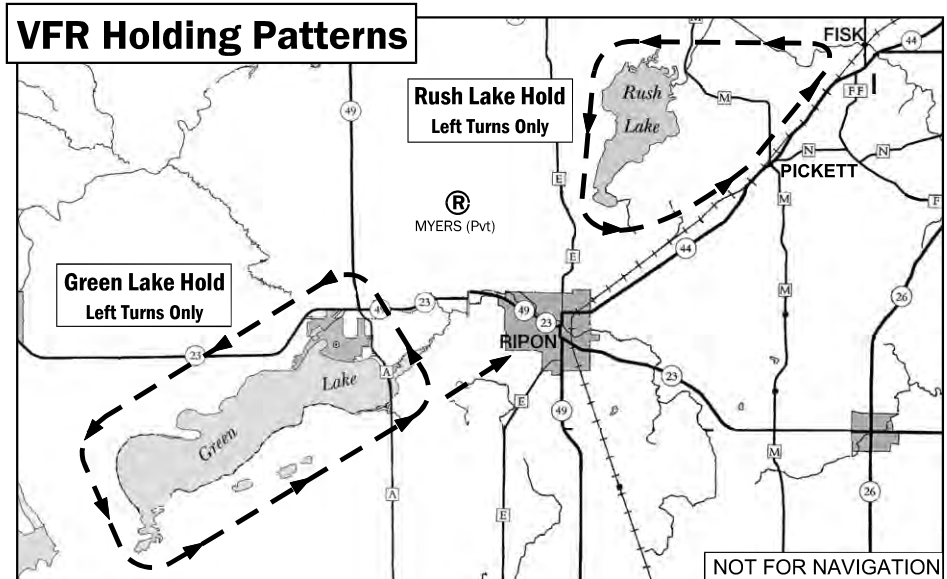 VFR Holding Patterns
FISK
44
FF
49
M
Rush Lake Hold
Left Turns Only
Rush
Lake
M
N
N
PICKETT
E
M
F
R
MYERS (Pvt)
44
E
Green Lake Hold
Left Turns Only
M
26
49
23
49
23
RIPON
23
Lake
A
23
E
49
Green
M
A
26
E
NOT FOR NAVIGATION